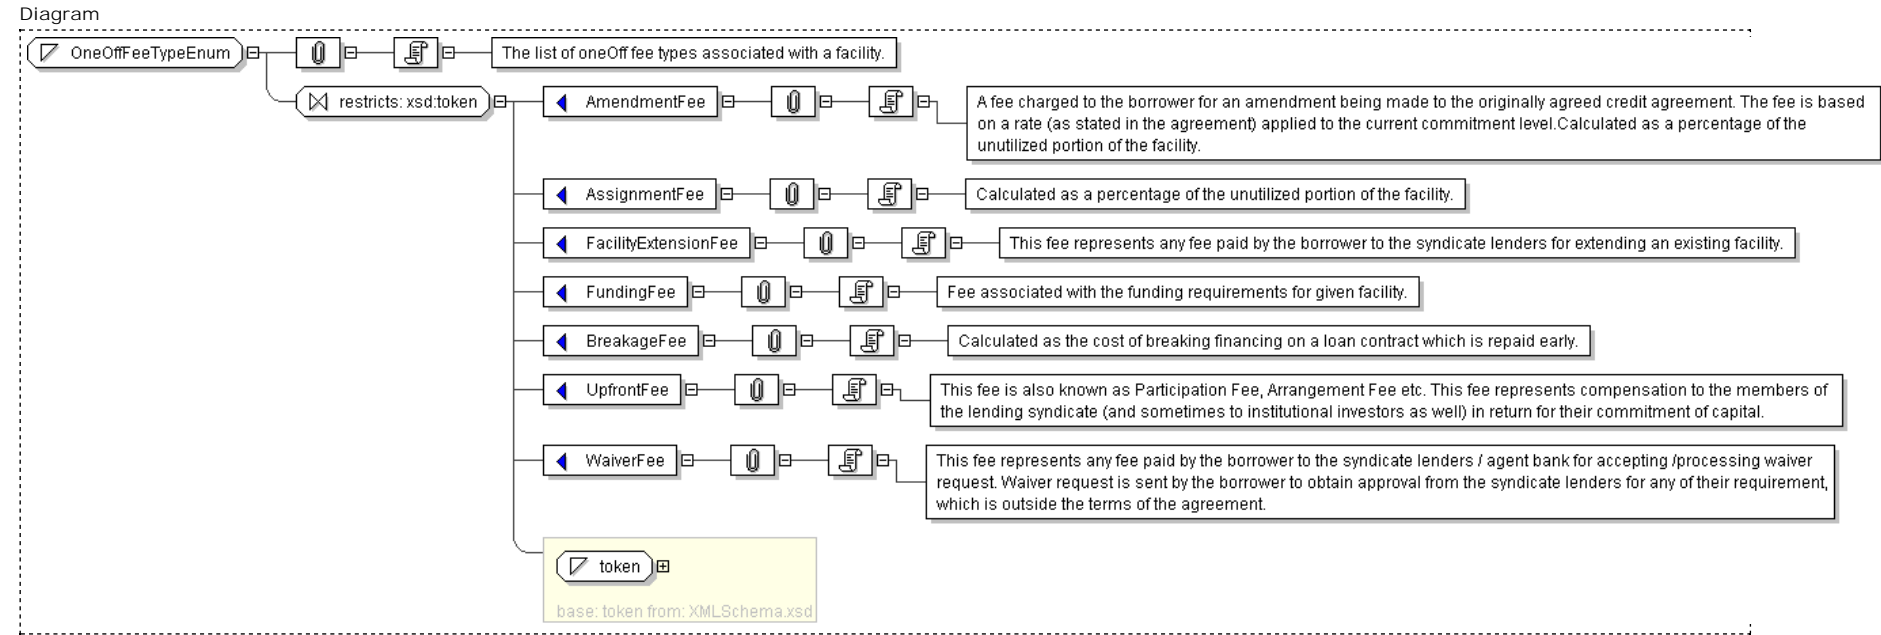 Diagram
OneOffFeeTypeEnum
The list of oneOff fee types associated with a facility.
restricts: xsd:token
AmendmentFee
A fee charged to the borrower for an amendment being made to the originally agreed credit agreement. The fee is based
on a rate (as stated in the agreement) applied to the current commitment level.Calculated as a percentage of the
unutilized portion of the facility.
AssignmentFee
Calculated as a percentage of the unutilized portion of the facility.
FacilityExtensionFee
This fee represents any fee paid by the borrower to the syndicate lenders for extending an existing facility.
FundingFee
Fee associated with the funding requirements for given facility.
BreakageFee
Calculated as the cost of breaking financing on a loan contract which is repaid early.
UpfrontFee
This fee is also known as Participation Fee, Arrangement Fee etc. This fee represents compensation to the members of
the lending syndicate (and sometimes to institutional investors as well) in return for their commitment of capital.
WaiverFee
This fee represents any fee paid by the borrower to the syndicate lenders / agent bank for accepting /processing waiver
request. Waiver request is sent by the borrower to obtain approval from the syndicate lenders for any of their requirement,
which is outside the terms of the agreement.
token
base: token from: XMLSchema.xsd